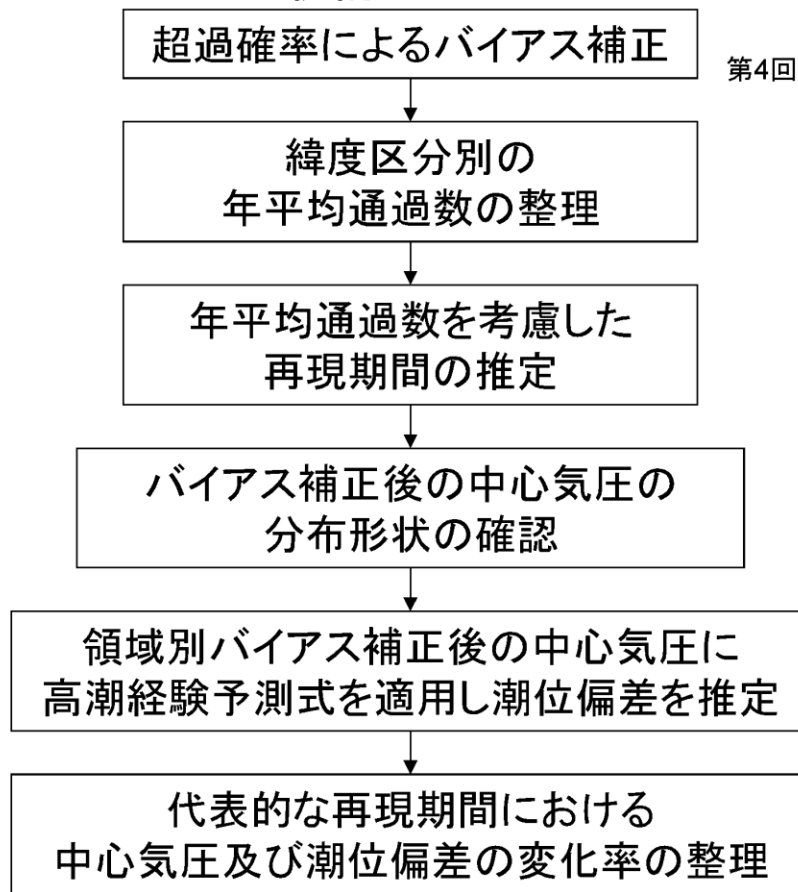 超過確率によるバイアス補正
第4回
緯度区分別の
年平均通過数の整理
年平均通過数を考慮した
再現期間の推定
バイアス補正後の中心気圧の
分布形状の確認
領域別バイアス補正後の中心気圧に
高潮経験予測式を適用し潮位偏差を推定
代表的な再現期間における
中心気圧及び潮位偏差の変化率の整理